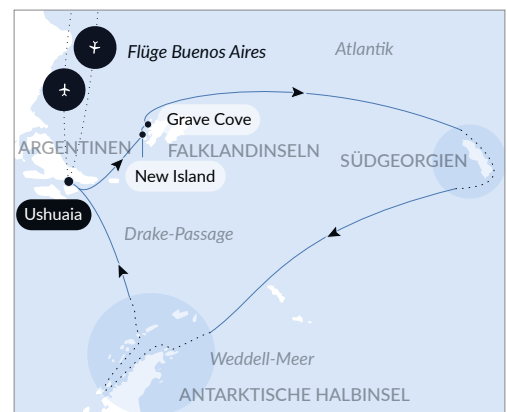 Flüge Buenos Aires
Atlantik
Grave Cove
ARGENTINEN
FALKLANDINSELN
SÜDGEORGIEN
New Island
Ushuaia
Drake-Passage
Weddell-Meer
ANTARKTISCHE HALBINSEL